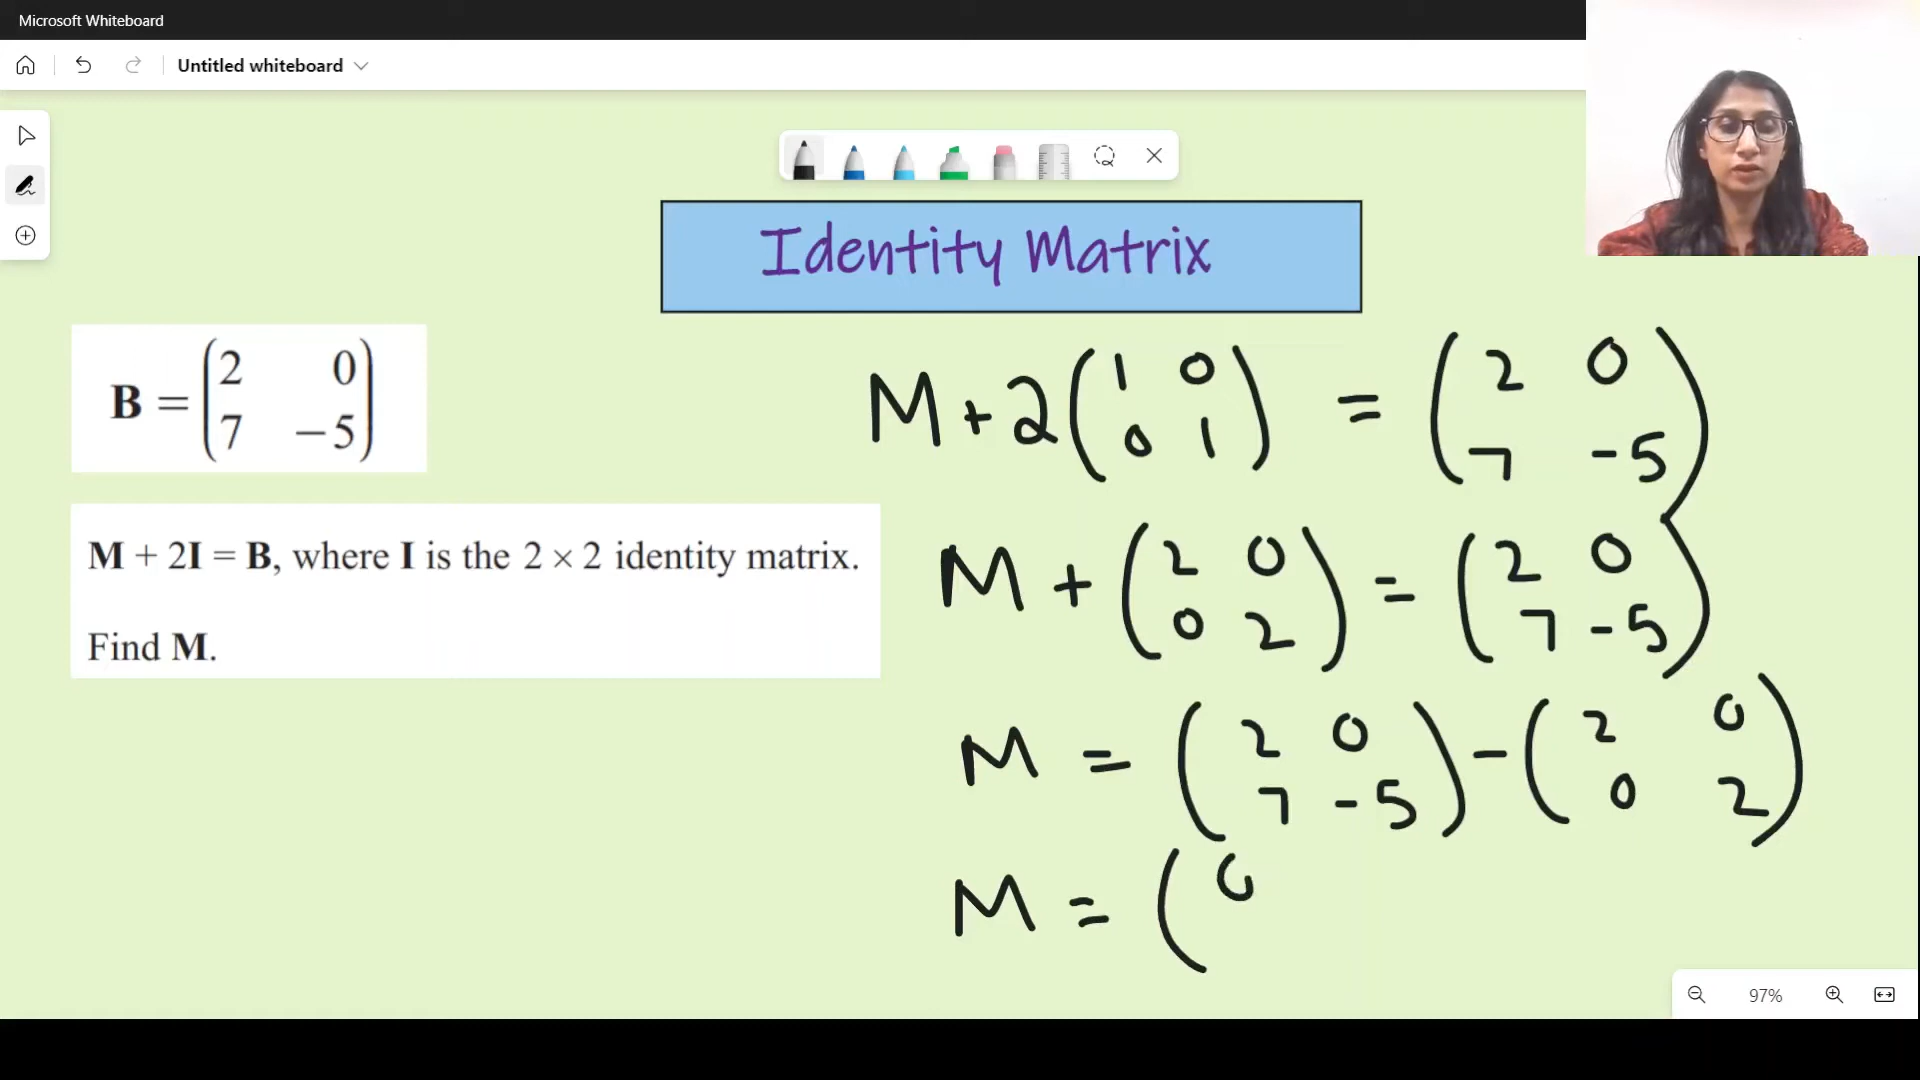 Microsoft Whiteboard
Untitled whiteboard
Identity Matrix
B = (2 0
7 −5)
M + 2I = B, where I is the 2 × 2 identity matrix.
Find M.
M + 2 (1 0
0 1) = (2 0
7 -5)
M + (2 0
0 2) = (2 0
7 -5)
M = (2 0
7 -5) - (2 0
0 2)
M = (0
97%